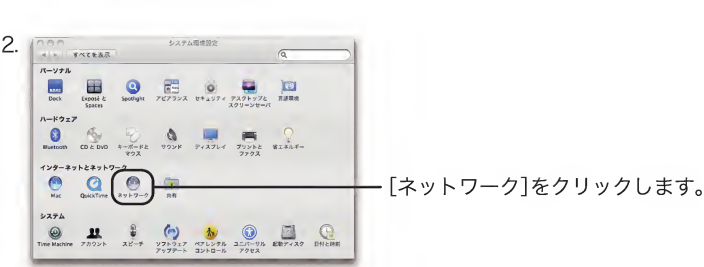 2.
システム環境設定
すべてを表示
パーソナル
Dock Exposé と Spaces Spotlight アピアランス セキュリティ デスクトップと スクリーンセーバ 言語環境
ハードウェア
Bluetooth CD と DVD キーボードと マウス サウンド ディスプレイ プリントと ファクス 省エネルギー
インターネットとネットワーク
Mac QuickTime ネットワーク 共有
[ネットワーク]をクリックします。
システム
Time Machine アカウント スピーチ ソフトウェア アップデート ペアレンタル コントロール ユニバーサル アクセス 起動ディスク 日付と時刻